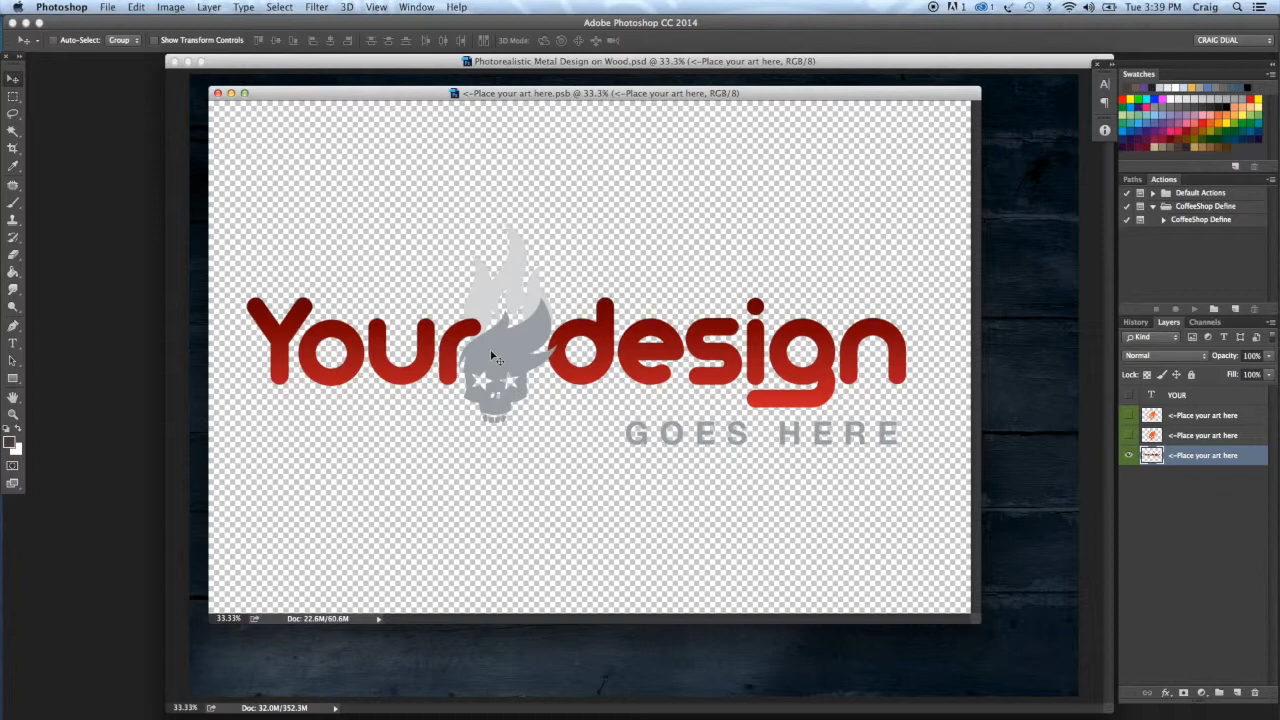 Photoshop File Edit Image Layer Type Select Filter 3D View Window Help 1 1 Tue 3:39 PM Craig
Adobe Photoshop CC 2014
Auto-Select: Group Show Transform Controls 3D Mode: CRAIG DUAL
Photorealistic Metal Design on Wood.psd @ 33.3% (<-Place your art here, RGB/8)
<-Place your art here.psb @ 33.3% (<-Place your art here, RGB/8)
Your design
GOES HERE
33.33% Doc: 22.6M/60.6M
33.33% Doc: 32.0M/352.3M
Swatches
Paths Actions
Default Actions
CoffeeShop Define
CoffeeShop Define
History Layers Channels
Kind
Normal Opacity: 100%
Lock: Fill: 100%
T YOUR
<-Place your art here
<-Place your art here
<-Place your art here